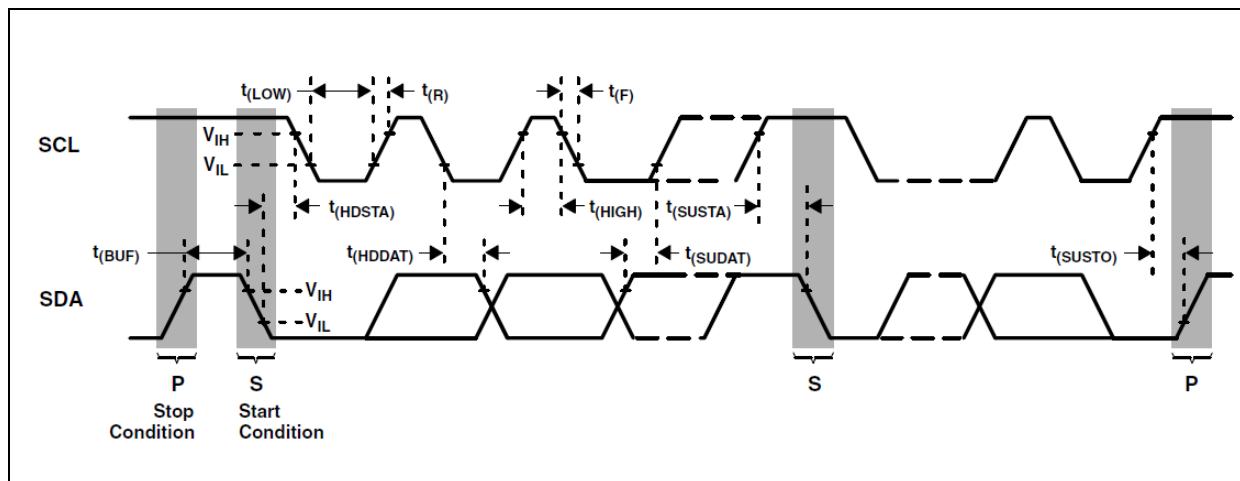 t(LOW)
t(R)
t(F)
SCL
VIH
VIL
t(HDSTA)
t(HIGH)
t(SUSTA)
t(BUF)
t(HDDAT)
t(SUDAT)
t(SUSTO)
SDA
VIH
VIL
P
S
S
P
Stop
Condition
Start
Condition